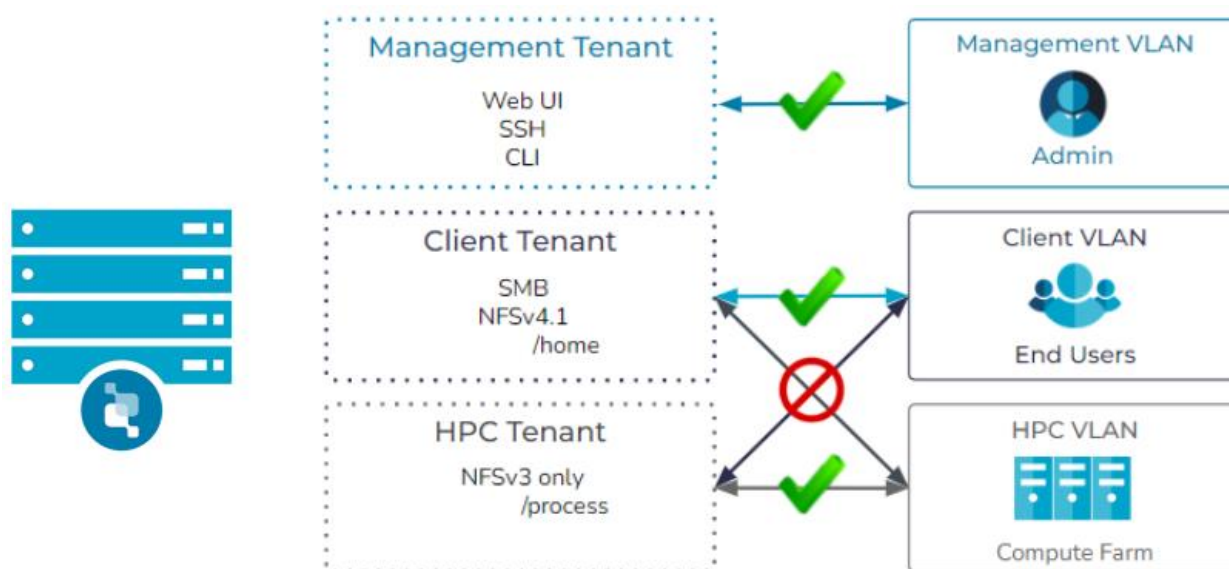 Management Tenant
Web UI
SSH
CLI
Management VLAN
Admin
Client Tenant
SMB
NFSv4.1
/home
Client VLAN
End Users
HPC Tenant
NFSv3 only
/process
HPC VLAN
Compute Farm